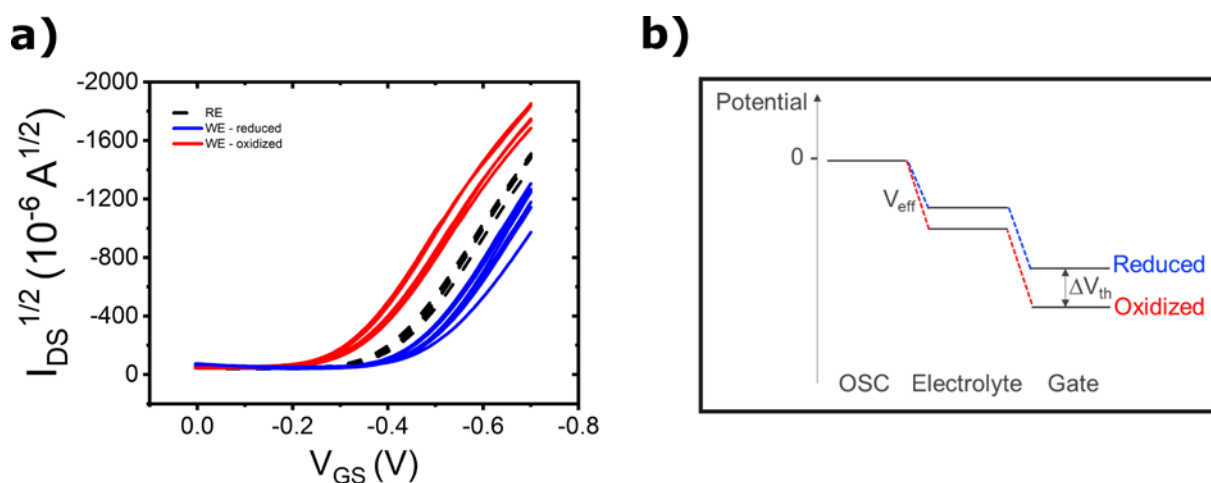 a)
I_DS^1/2 (10^-6 A^1/2)
-2000
-1600
-1200
-800
-400
0
RE
WE - reduced
WE - oxidized
0.0 -0.2 -0.4 -0.6 -0.8
V_GS (V)
b)
Potential
0
V_eff
Reduced
ΔV_th
Oxidized
OSC Electrolyte Gate